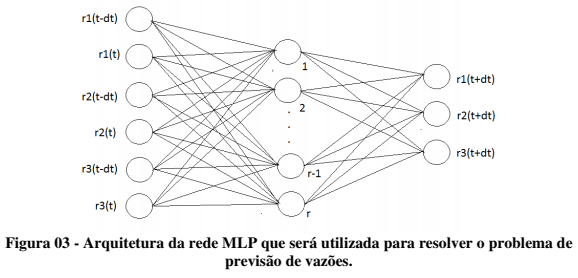 r1(t-dt)
r1(t)
r2(t-dt)
r2(t)
r3(t-dt)
r3(t)
1
2
r-1
r
r1(t+dt)
r2(t+dt)
r3(t+dt)
Figura 03 - Arquitetura da rede MLP que será utilizada para resolver o problema de
previsão de vazões.